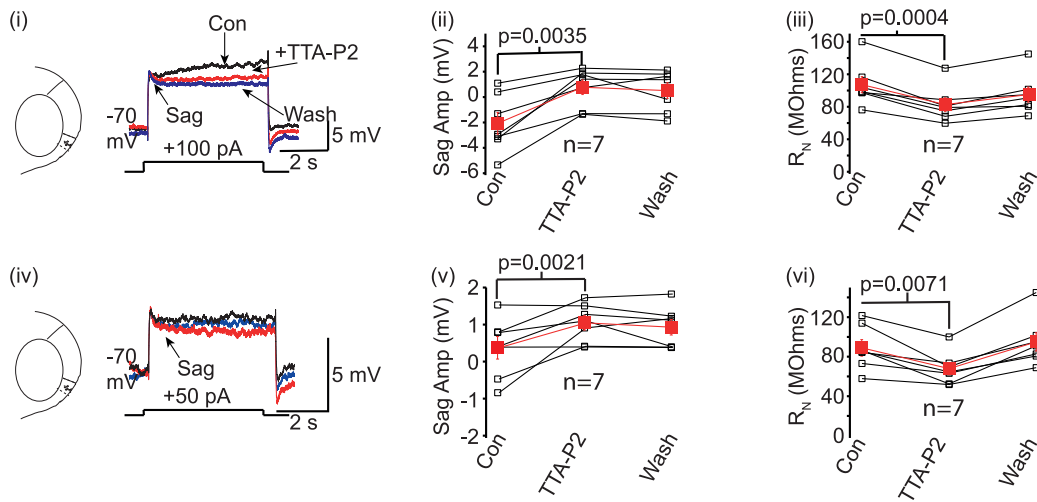 (i)
Con
+TTA-P2
Sag
Wash
-70
mV
5 mV
+100 pA
2 s
(ii)
p=0.0035
Sag Amp (mV)
4
2
0
-2
-4
-6
n=7
Con
TTA-P2
Wash
(iii)
p=0.0004
R_N (MOhms)
160
120
80
40
0
n=7
Con
TTA-P2
Wash
(iv)
-70
mV
Sag
5 mV
+50 pA
2 s
(v)
p=0.0021
Sag Amp (mV)
2
1
0
-1
-2
n=7
Con
TTA-P2
Wash
(vi)
p=0.0071
R_N (MOhms)
120
80
40
0
n=7
Con
TTA-P2
Wash